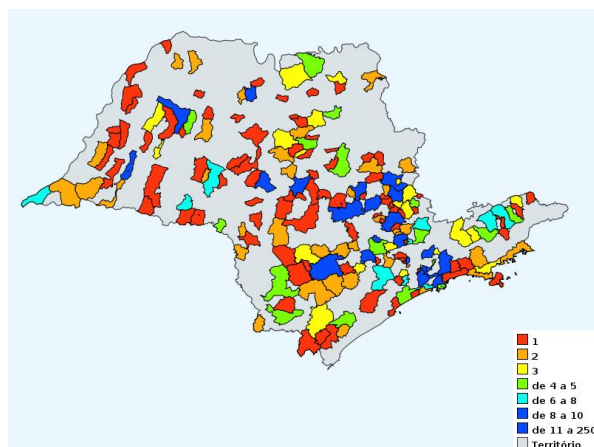 1
2
3
de 4 a 5
de 6 a 8
de 8 a 10
de 11 a 250
Território